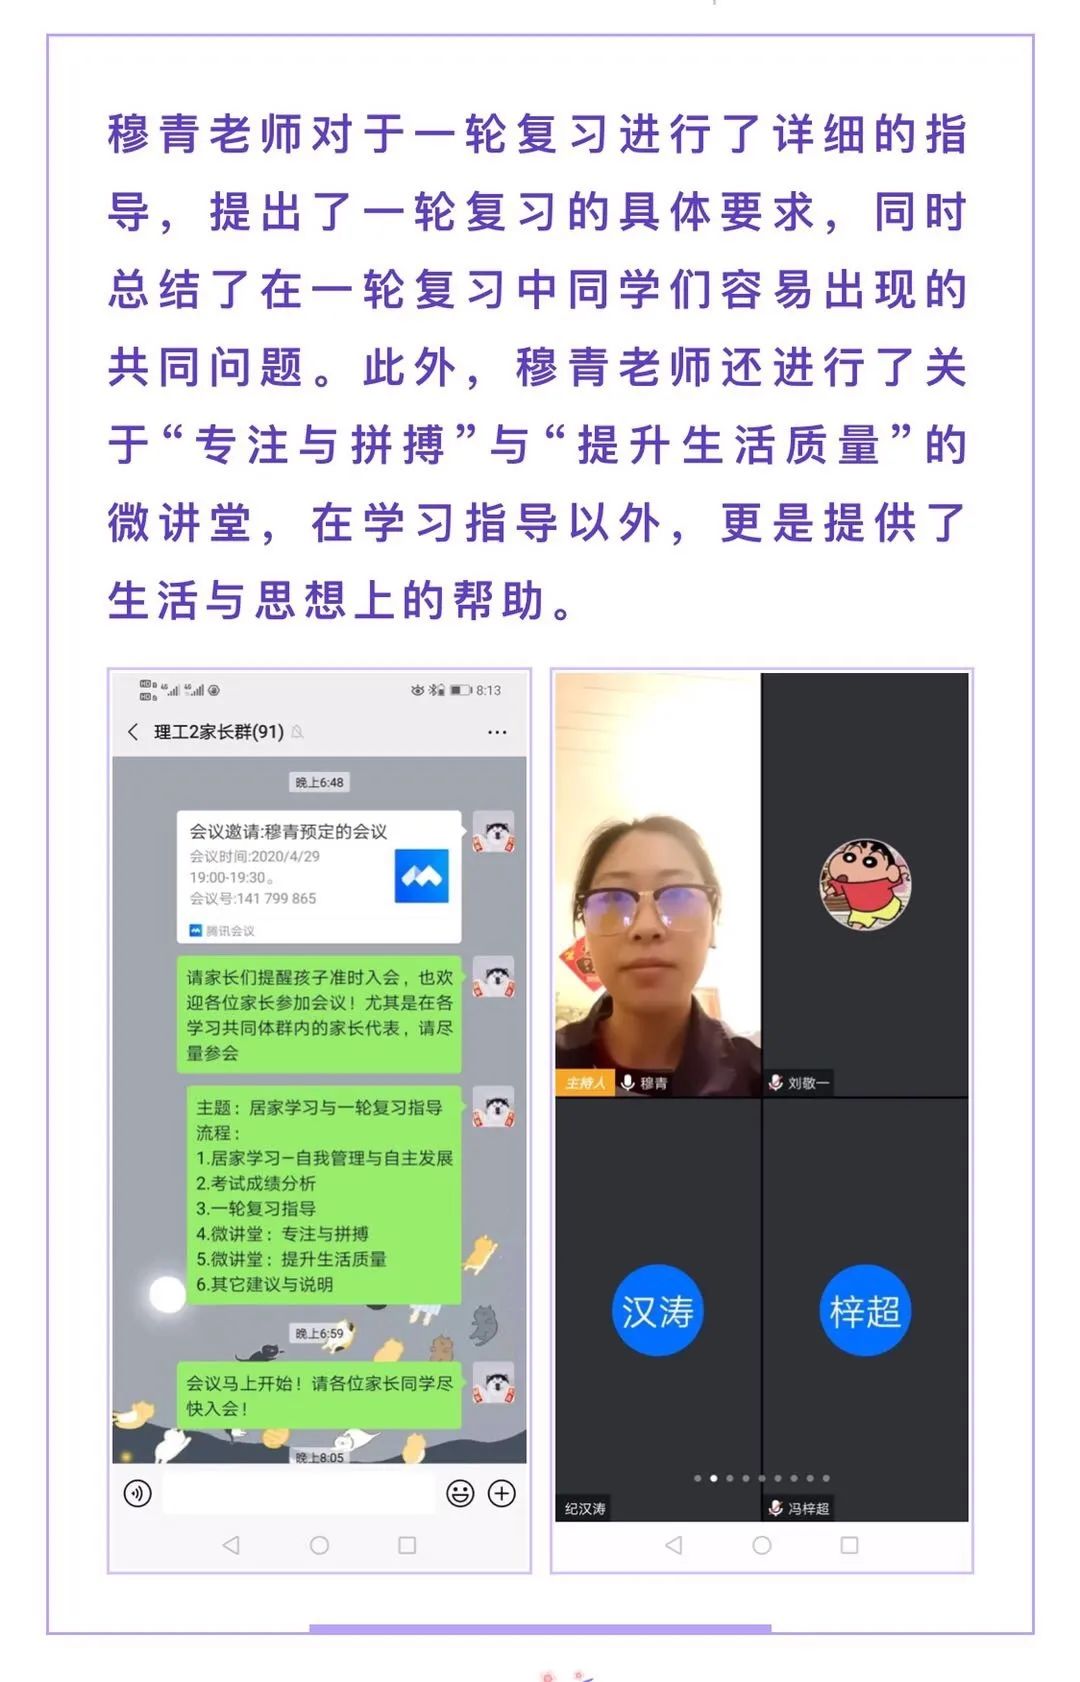 穆青老师对于一轮复习进行了详细的指
导，提出了一轮复习的具体要求，同时
总结了在一轮复习中同学们容易出现的
共同问题。此外，穆青老师还进行了关
于“专注与拼搏”与“提升生活质量”的
微讲堂，在学习指导以外，更是提供了
生活与思想上的帮助。
8:13
理工2家长群(91)
晚上6:48
会议邀请:穆青预定的会议
会议时间:2020/4/29
19:00-19:30。
会议号:141 799 865
腾讯会议
请家长们提醒孩子准时入会，也欢
迎各位家长参加会议！尤其是在各
学习共同体群内的家长代表，请尽
量参会
主题：居家学习与一轮复习指导
流程：
1.居家学习—自我管理与自主发展
2.考试成绩分析
3.一轮复习指导
4.微讲堂：专注与拼搏
5.微讲堂：提升生活质量
6.其它建议与说明
晚上6:59
会议马上开始！请各位家长同学尽
快入会！
晚上8:05
主持人 穆青
刘敬一
汉涛
梓超
纪汉涛
冯梓超